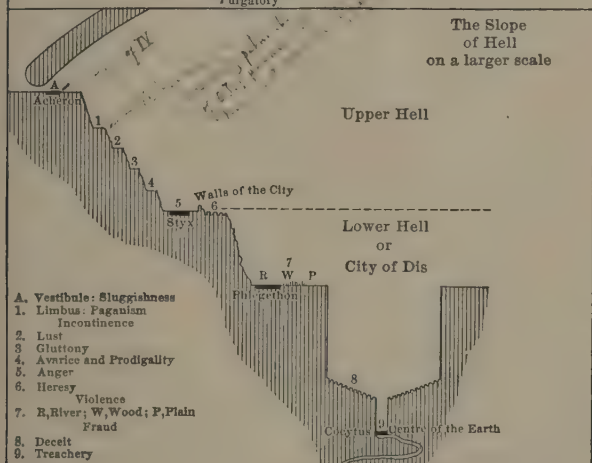 Purgatory
The Slope
of Hell
on a larger scale
A
Acheron
Upper Hell
1
2
3
4
5
Styx
Walls of the City
6
Lower Hell
or
City of Dis
7
R W P
Phlegethon
8
9
Cocytus
Centre of the Earth
A. Vestibule: Sluggishness
1. Limbus: Paganism
Incontinence
2. Lust
3 Gluttony
4. Avarice and Prodigality
5. Anger
6. Heresy
Violence
7. R,River; W,Wood; P,Plain
Fraud
8. Deceit
9. Treachery